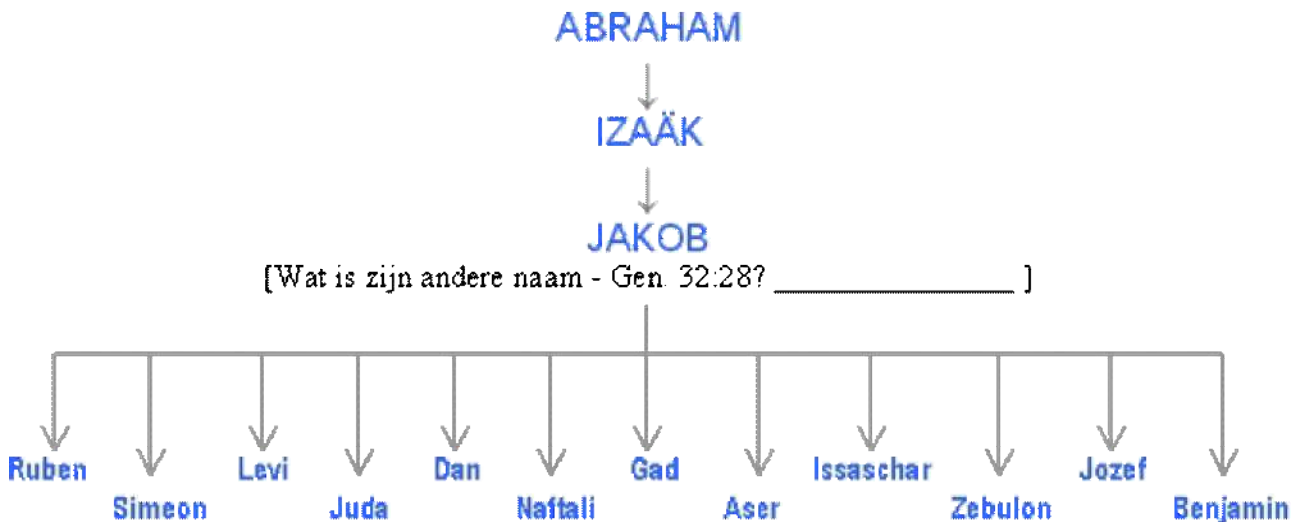 ABRAHAM
IZAÄK
JAKOB
[Wat is zijn andere naam - Gen. 32:28? _______________ ]
Ruben Levi Dan Gad Issaschar Jozef
Simeon Juda Naftali Aser Zebulon Benjamin